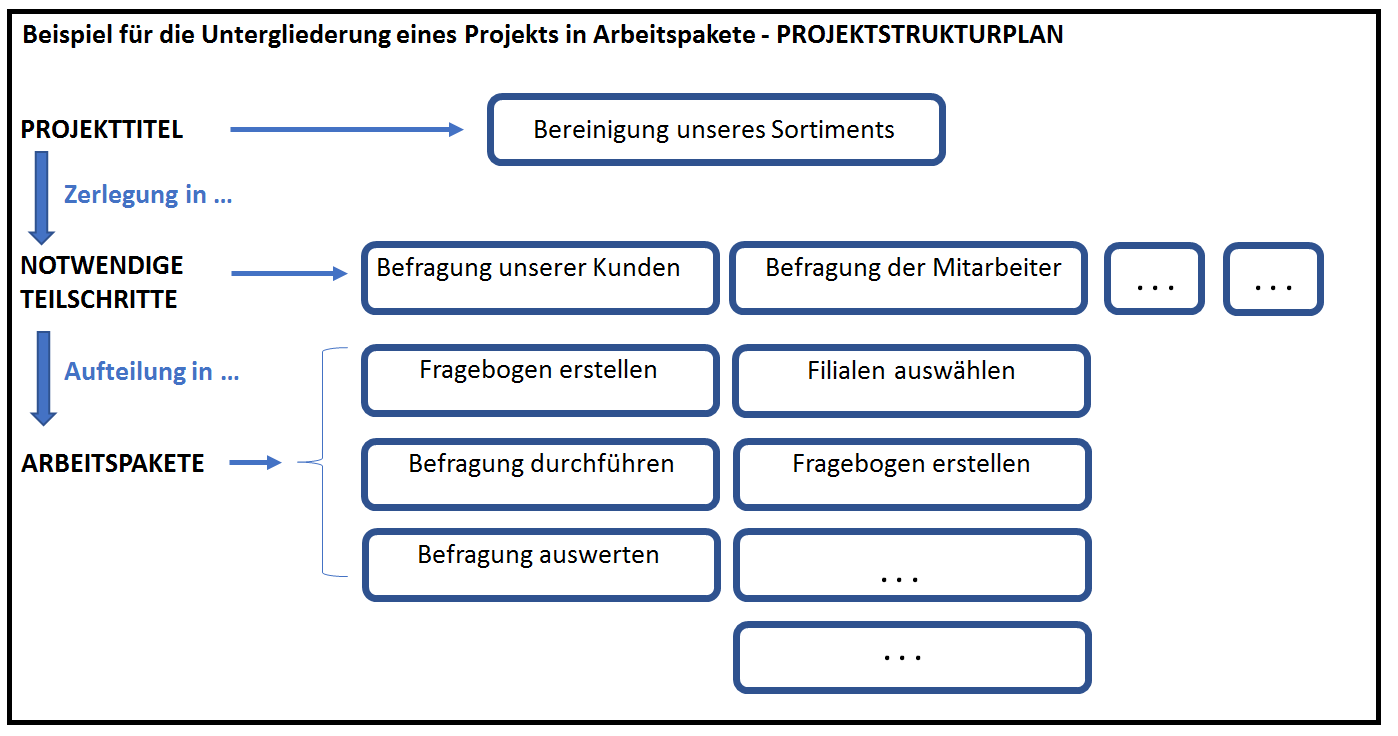 Beispiel für die Untergliederung eines Projekts in Arbeitspakete - PROJEKTSTRUKTURPLAN
PROJEKTTITEL
Bereinigung unseres Sortiments
Zerlegung in ...
NOTWENDIGE
TEILSCHRITTE
Befragung unserer Kunden
Befragung der Mitarbeiter
...
...
Aufteilung in ...
Fragebogen erstellen
Filialen auswählen
ARBEITSPAKETE
Befragung durchführen
Fragebogen erstellen
Befragung auswerten
...
...